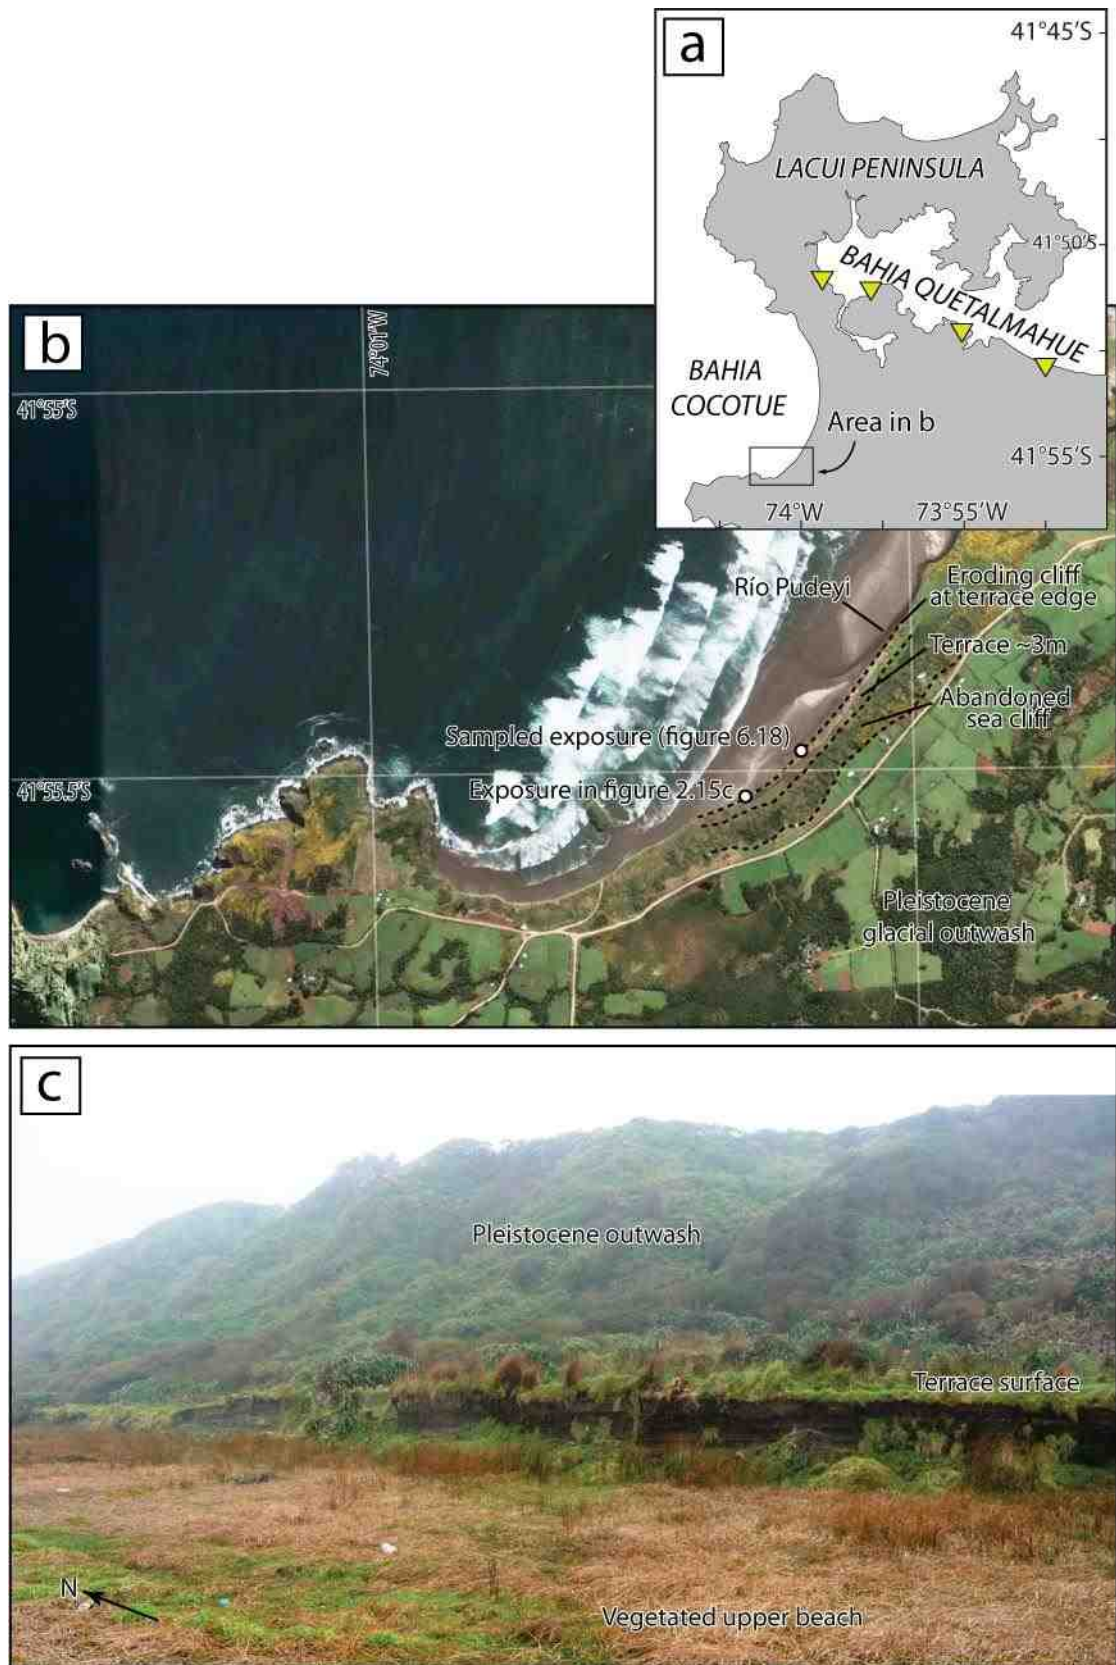 a
41°45'S
LACUI PENINSULA
41°50'S
BAHIA QUETALMAHUE
BAHIA
COCOTUE
Area in b
41°55'S
74°W
73°55'W
b
74°01'W
41°55'S
Río Pudeyi
Eroding cliff
at terrace edge
Terrace ~3m
Abandoned
sea cliff
Sampled exposure (figure 6.18)
41°55.5'S
Exposure in figure 2.15c
Pleistocene
glacial outwash
c
Pleistocene outwash
Terrace surface
N
Vegetated upper beach